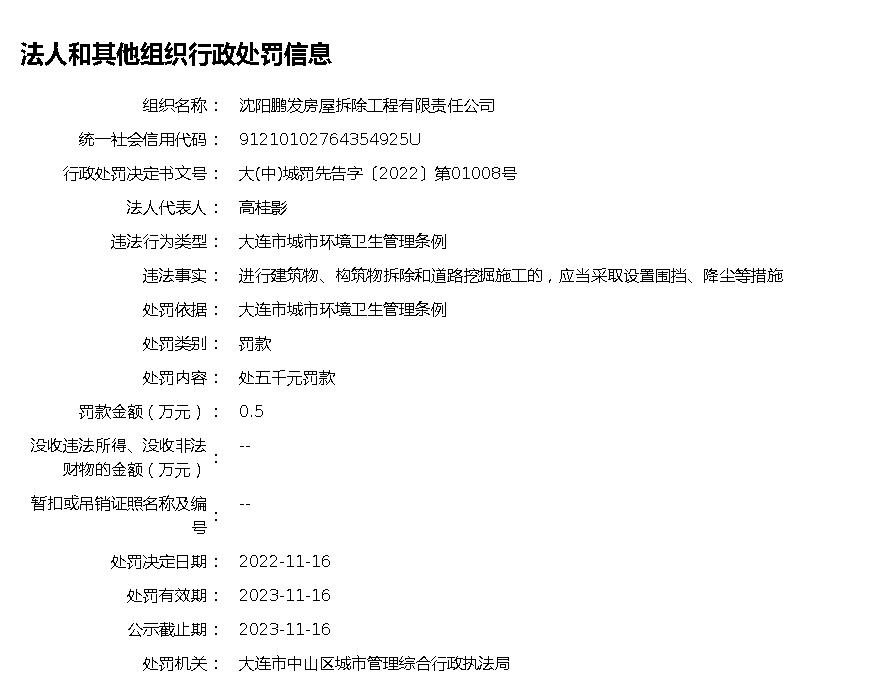 法人和其他组织行政处罚信息
组织名称： 沈阳鹏发房屋拆除工程有限责任公司
统一社会信用代码： 91210102764354925U
行政处罚决定书文号： 大(中)城罚先告字〔2022〕第01008号
法人代表人： 高桂影
违法行为类型： 大连市城市环境卫生管理条例
违法事实： 进行建筑物、构筑物拆除和道路挖掘施工的，应当采取设置围挡、降尘等措施
处罚依据： 大连市城市环境卫生管理条例
处罚类别： 罚款
处罚内容： 处五千元罚款
罚款金额（万元）： 0.5
没收违法所得、没收非法
财物的金额（万元）： --
暂扣或吊销证照名称及编
号： --
处罚决定日期： 2022-11-16
处罚有效期： 2023-11-16
公示截止期： 2023-11-16
处罚机关： 大连市中山区城市管理综合行政执法局